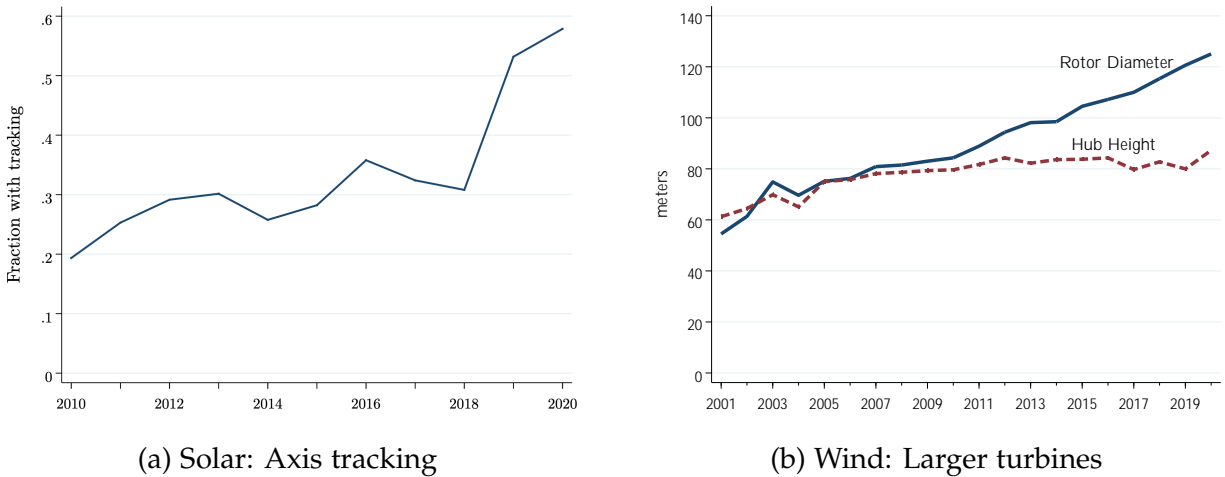 Fraction with tracking
.6
.5
.4
.3
.2
.1
0
2010 2012 2014 2016 2018 2020
(a) Solar: Axis tracking
meters
140
120
100
80
60
40
20
0
Rotor Diameter
Hub Height
2001 2003 2005 2007 2009 2011 2013 2015 2017 2019
(b) Wind: Larger turbines